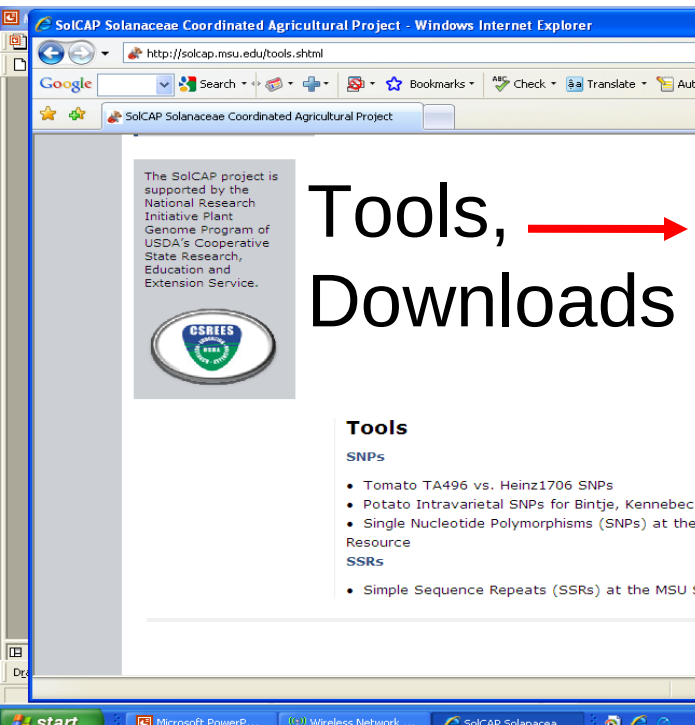 SolCAP Solanaceae Coordinated Agricultural Project - Windows Internet Explorer
http://solcap.msu.edu/tools.shtml
Google Search Bookmarks Check Translate
SolCAP Solanaceae Coordinated Agricultural Project
The SolCAP project is
supported by the
National Research
Initiative Plant
Genome Program of
USDA's Cooperative
State Research,
Education and
Extension Service.
CSREES
USDA
Tools,
Downloads
Tools
SNPs
• Tomato TA496 vs. Heinz1706 SNPs
• Potato Intravarietal SNPs for Bintje, Kennebec
• Single Nucleotide Polymorphisms (SNPs) at the
Resource
SSRs
• Simple Sequence Repeats (SSRs) at the MSU
start Microsoft PowerP... Wireless Network ... SolCAP Solanacea...